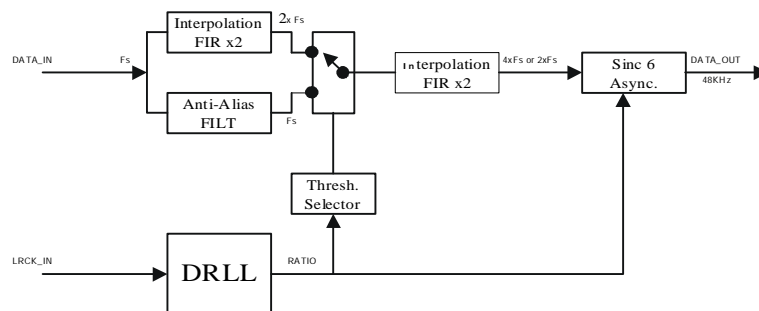 Interpolation
FIR x2
2x Fs
DATA_IN
Fs
Interpolation
FIR x2
4xFs or 2xFs
Sinc 6
Async.
DATA_OUT
48KHz
Anti-Alias
FILT
Fs
Thresh.
Selector
LRCK_IN
DRLL
RATIO